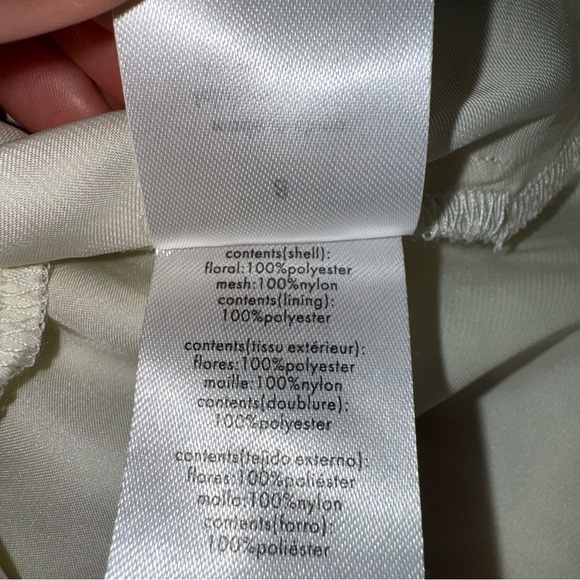 8
contents(shell):
floral:100%polyester
mesh:100%nylon
contents(lining):
100%polyester
contents(tissu extérieur):
flores:100%polyester
maille:100%nylon
contents(doublure):
100%polyester
contents(tejido externo):
flores:100%poliéster
malla:100%nylon
contents(forro):
100%poliéster